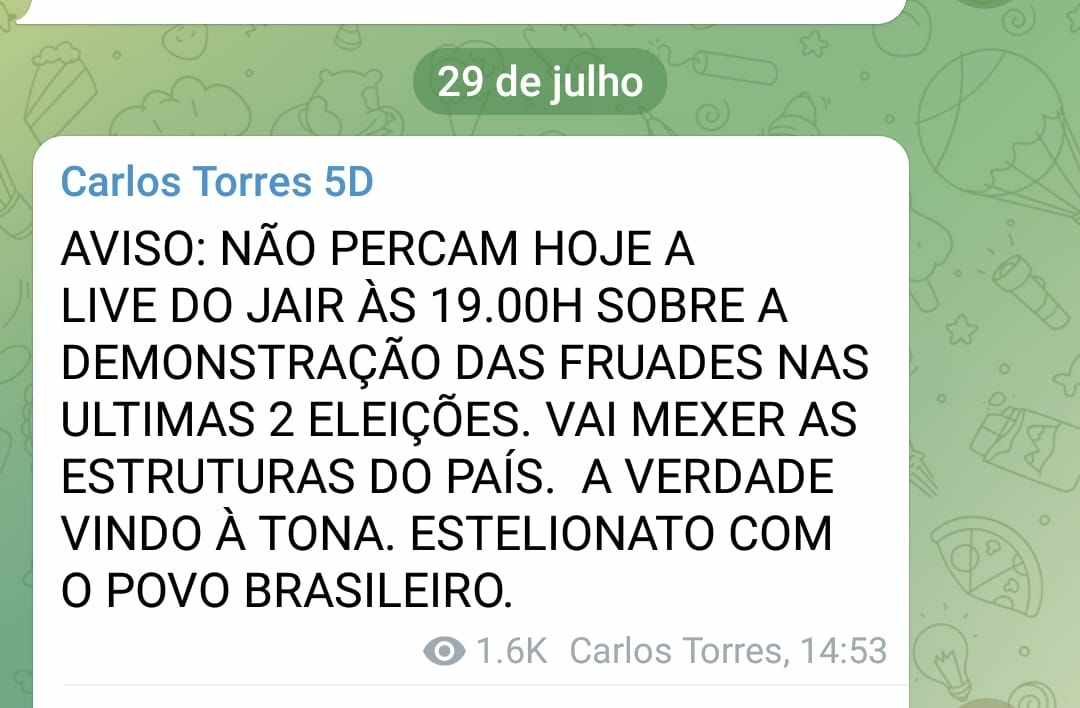 29 de julho
Carlos Torres 5D
AVISO: NÃO PERCAM HOJE A
LIVE DO JAIR ÀS 19.00H SOBRE A
DEMONSTRAÇÃO DAS FRUADES NAS
ULTIMAS 2 ELEIÇÕES. VAI MEXER AS
ESTRUTURAS DO PAÍS. A VERDADE
VINDO À TONA. ESTELIONATO COM
O POVO BRASILEIRO.
1.6K Carlos Torres, 14:53